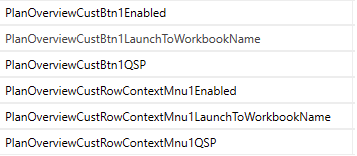 PlanOverviewCustBtn1Enabled
PlanOverviewCustBtn1LaunchToWorkbookName
PlanOverviewCustBtn1QSP
PlanOverviewCustRowContextMnu1Enabled
PlanOverviewCustRowContextMnu1LaunchToWorkbookName
PlanOverviewCustRowContextMnu1QSP